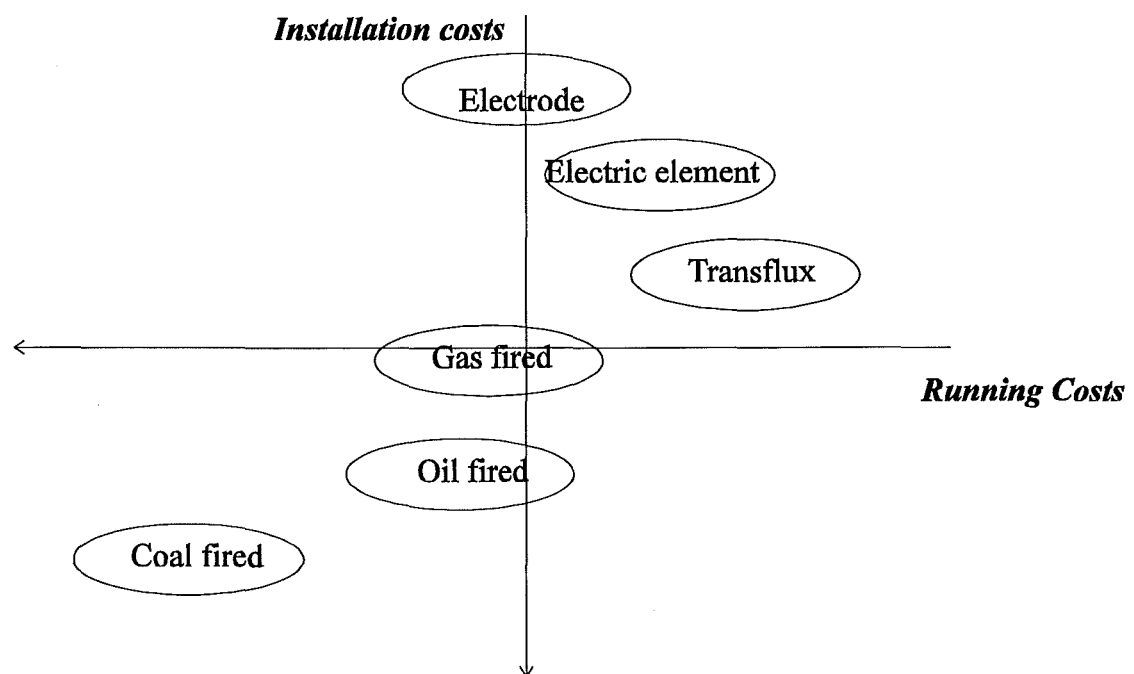 Installation costs
Electrode
Electric element
Transflux
Gas fired
Running Costs
Oil fired
Coal fired